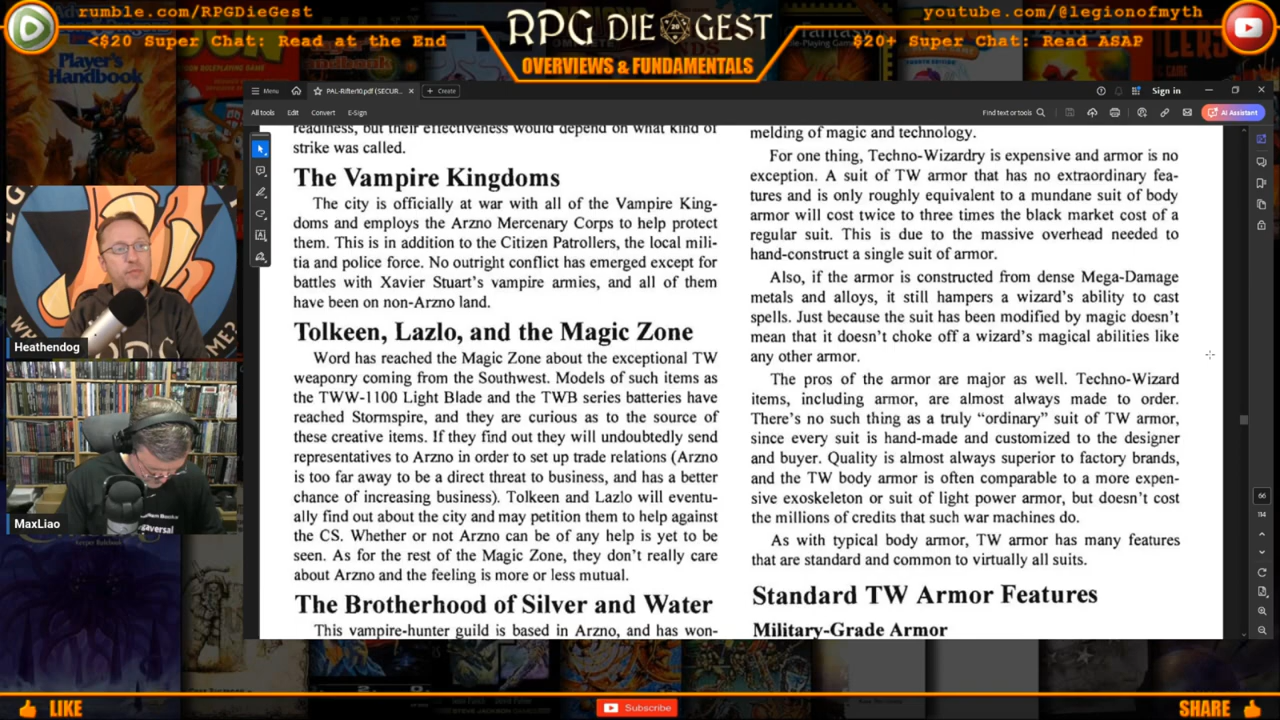 rumble.com/RPGDieGest
<$20 Super Chat: Read at the End
RPG DIE GEST
OVERVIEWS & FUNDAMENTALS
youtube.com/@legionofmyth
$20+ Super Chat: Read ASAP
Player's
Handbook
Menu
PAL-Rifter10.pdf (SECUR...
+ Create
Sign in
All tools
Edit
Convert
E-Sign
Find text or tools
AI Assistant
readiness, but their effectiveness would depend on what kind of
strike was called.
The Vampire Kingdoms
The city is officially at war with all of the Vampire King-
doms and employs the Arzno Mercenary Corps to help protect
them. This is in addition to the Citizen Patrollers, the local mili-
tia and police force. No outright conflict has emerged except for
battles with Xavier Stuart's vampire armies, and all of them
have been on non-Arzno land.
Tolkeen, Lazlo, and the Magic Zone
Word has reached the Magic Zone about the exceptional TW
weaponry coming from the Southwest. Models of such items as
the TWW-1100 Light Blade and the TWB series batteries have
reached Stormspire, and they are curious as to the source of
these creative items. If they find out they will undoubtedly send
representatives to Arzno in order to set up trade relations (Arzno
is too far away to be a direct threat to business, and has a better
chance of increasing business). Tolkeen and Lazlo will eventu-
ally find out about the city and may petition them to help against
the CS. Whether or not Arzno can be of any help is yet to be
seen. As for the rest of the Magic Zone, they don't really care
about Arzno and the feeling is more or less mutual.
The Brotherhood of Silver and Water
This vampire-hunter guild is based in Arzno, and has won-
melding of magic and technology.
For one thing, Techno-Wizardry is expensive and armor is no
exception. A suit of TW armor that has no extraordinary fea-
tures and is only roughly equivalent to a mundane suit of body
armor will cost twice to three times the black market cost of a
regular suit. This is due to the massive overhead needed to
hand-construct a single suit of armor.
Also, if the armor is constructed from dense Mega-Damage
metals and alloys, it still hampers a wizard's ability to cast
spells. Just because the suit has been modified by magic doesn't
mean that it doesn't choke off a wizard's magical abilities like
any other armor.
The pros of the armor are major as well. Techno-Wizard
items, including armor, are almost always made to order.
There's no such thing as a truly “ordinary” suit of TW armor,
since every suit is hand-made and customized to the designer
and buyer. Quality is almost always superior to factory brands,
and the TW body armor is often comparable to a more expen-
sive exoskeleton or suit of light power armor, but doesn't cost
the millions of credits that such war machines do.
As with typical body armor, TW armor has many features
that are standard and common to virtually all suits.
Standard TW Armor Features
Military-Grade Armor
66
114
Heathendog
MaxLiao
LIKE
Subscribe
SHARE